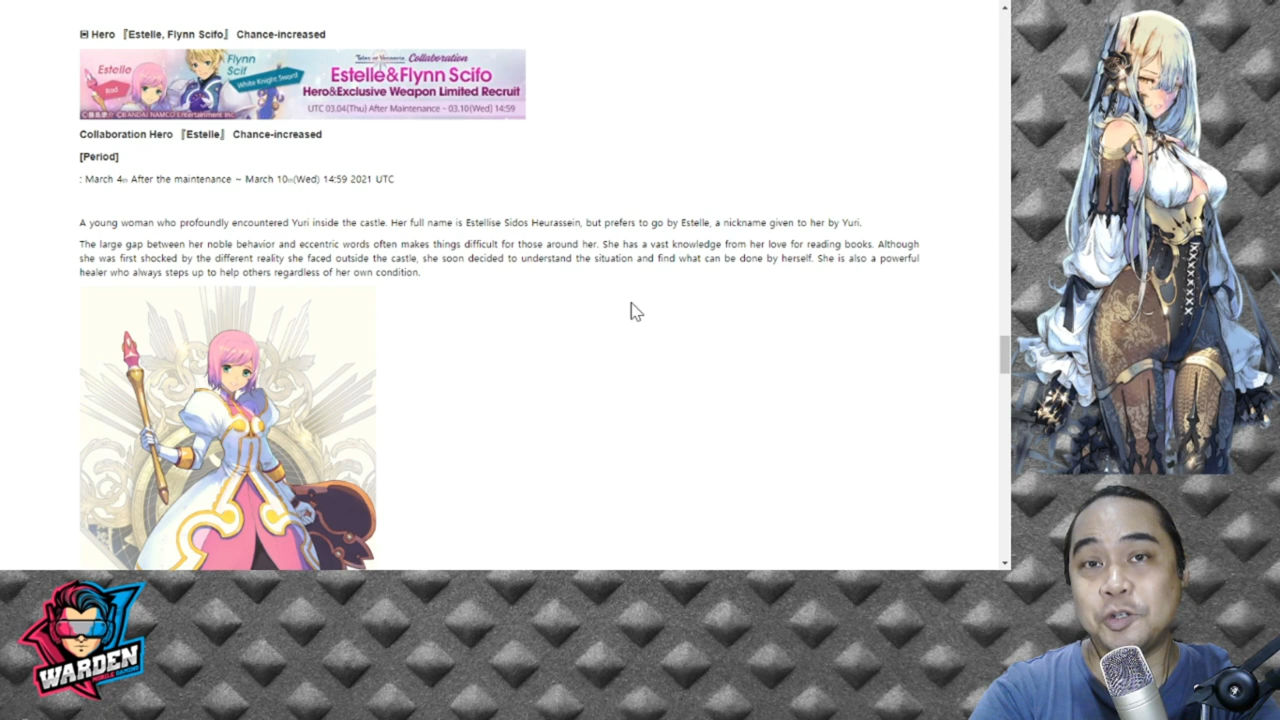 Hero 『Estelle, Flynn Scifo』 Chance-increased
Tales of Vesperia Collaboration
Estelle
Rod
Flynn
Scif
White Knight Sword
Estelle&Flynn Scifo
Hero&Exclusive Weapon Limited Recruit
UTC 03.04(Thu) After Maintenance ~ 03.10(Wed) 14:59
©BANDAI NAMCO Entertainment Inc.
Collaboration Hero 『Estelle』 Chance-increased
[Period]
: March 4th After the maintenance ~ March 10th(Wed) 14:59 2021 UTC
A young woman who profoundly encountered Yuri inside the castle. Her full name is Estellise Sidos Heurassein, but prefers to go by Estelle, a nickname given to her by Yuri.
The large gap between her noble behavior and eccentric words often makes things difficult for those around her. She has a vast knowledge from her love for reading books. Although
she was first shocked by the different reality she faced outside the castle, she soon decided to understand the situation and find what can be done by herself. She is also a powerful
healer who always steps up to help others regardless of her own condition.
WARDEN
MOBILE GAMING